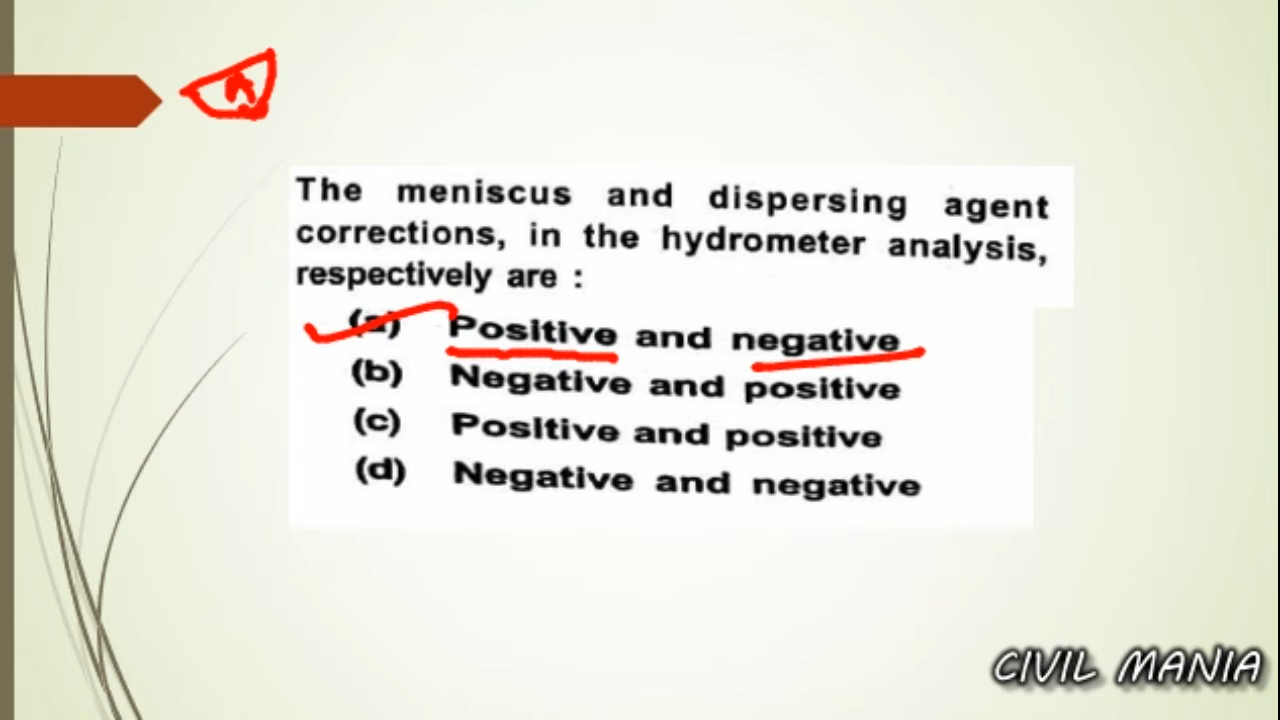 The meniscus and dispersing agent
corrections, in the hydrometer analysis,
respectively are :
(a) Positive and negative
(b) Negative and positive
(c) Positive and positive
(d) Negative and negative
CIVIL MANIA